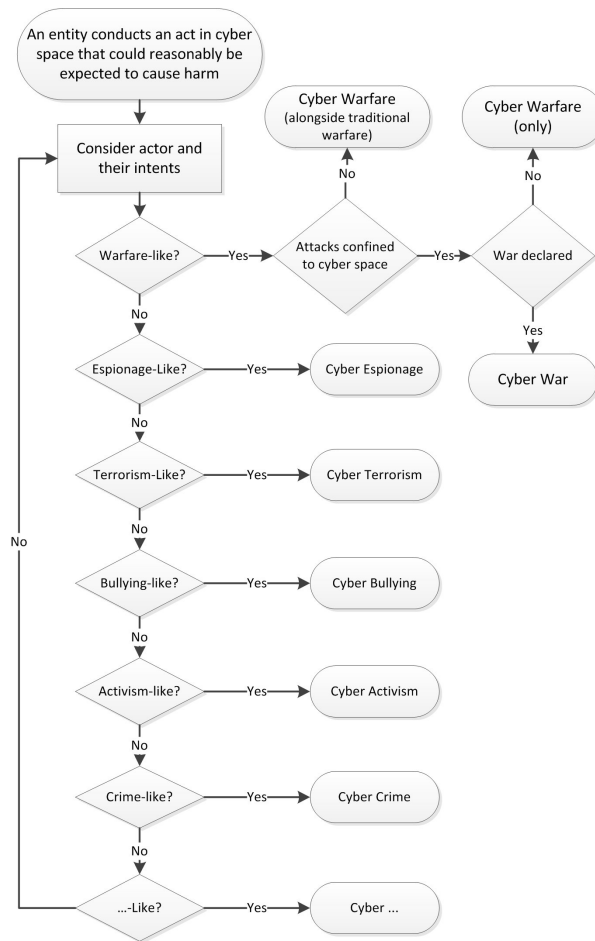 An entity conducts an act in cyber
space that could reasonably be
expected to cause harm
Consider actor and
their intents
Cyber Warfare
(alongside traditional
warfare)
Cyber Warfare
(only)
No
No
Warfare-like?
Yes
Attacks confined
to cyber space
Yes
War declared
No
Yes
Espionage-Like?
Yes
Cyber Espionage
Cyber War
No
Terrorism-Like?
Yes
Cyber Terrorism
No
No
Bullying-like?
Yes
Cyber Bullying
No
Activism-like?
Yes
Cyber Activism
No
Crime-like?
Yes
Cyber Crime
No
...-Like?
Yes
Cyber ...